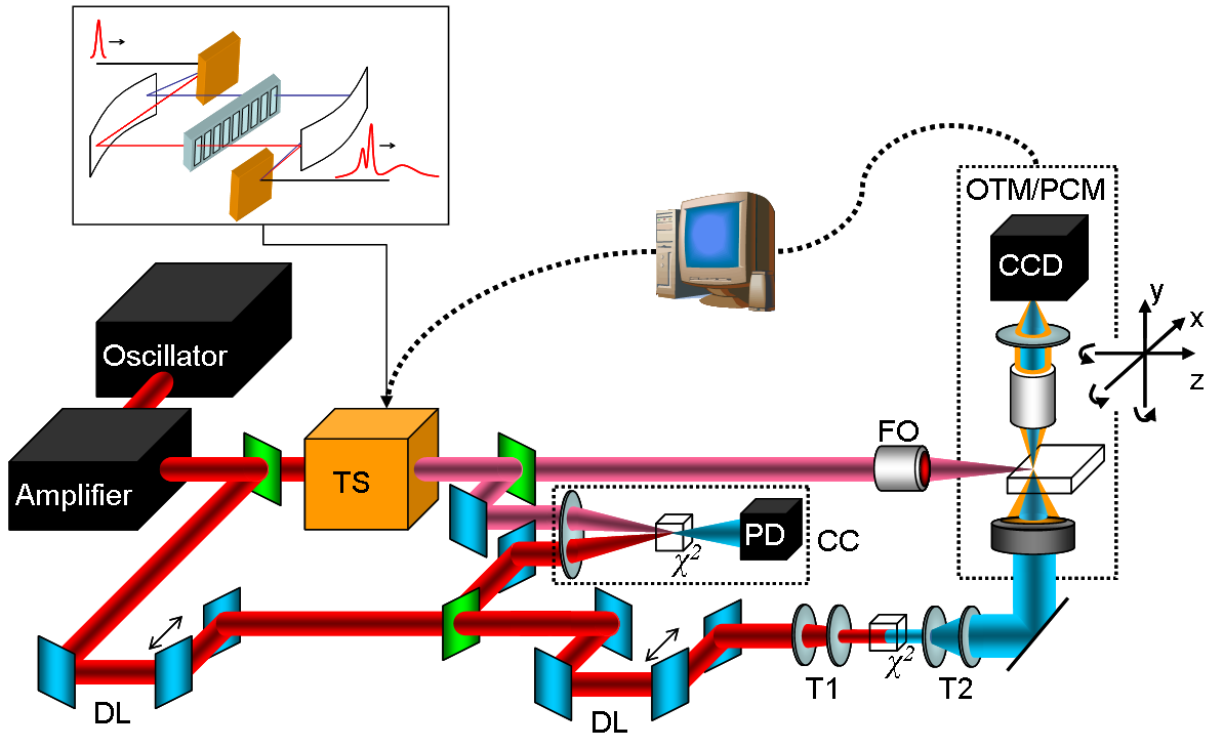 OTM/PCM
CCD
y
x
z
Oscillator
Amplifier
TS
FO
PD
CC
χ²
DL
DL
T1
χ²
T2